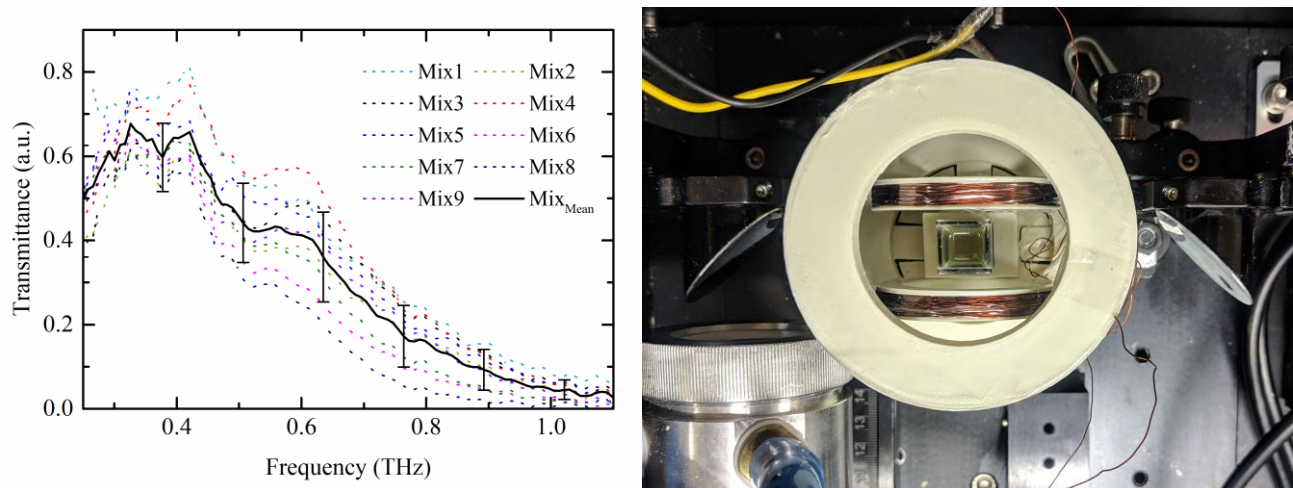 0.8
0.6
0.4
0.2
0.0
Transmittance (a.u.)
Mix1 Mix2
Mix3 Mix4
Mix5 Mix6
Mix7 Mix8
Mix9 Mix_Mean
0.4 0.6 0.8 1.0
Frequency (THz)
14
13
12